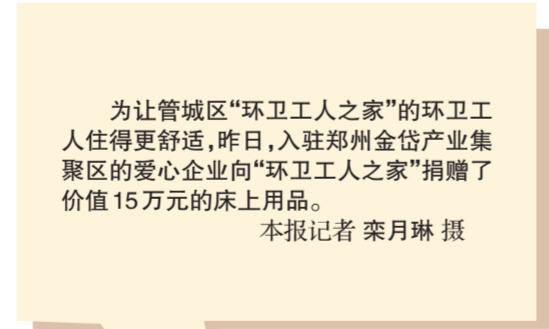 为让管城区“环卫工人之家”的环卫工
人住得更舒适,昨日,入驻郑州金岱产业集
聚区的爱心企业向“环卫工人之家”捐赠了
价值15万元的床上用品。
本报记者 栾月琳 摄